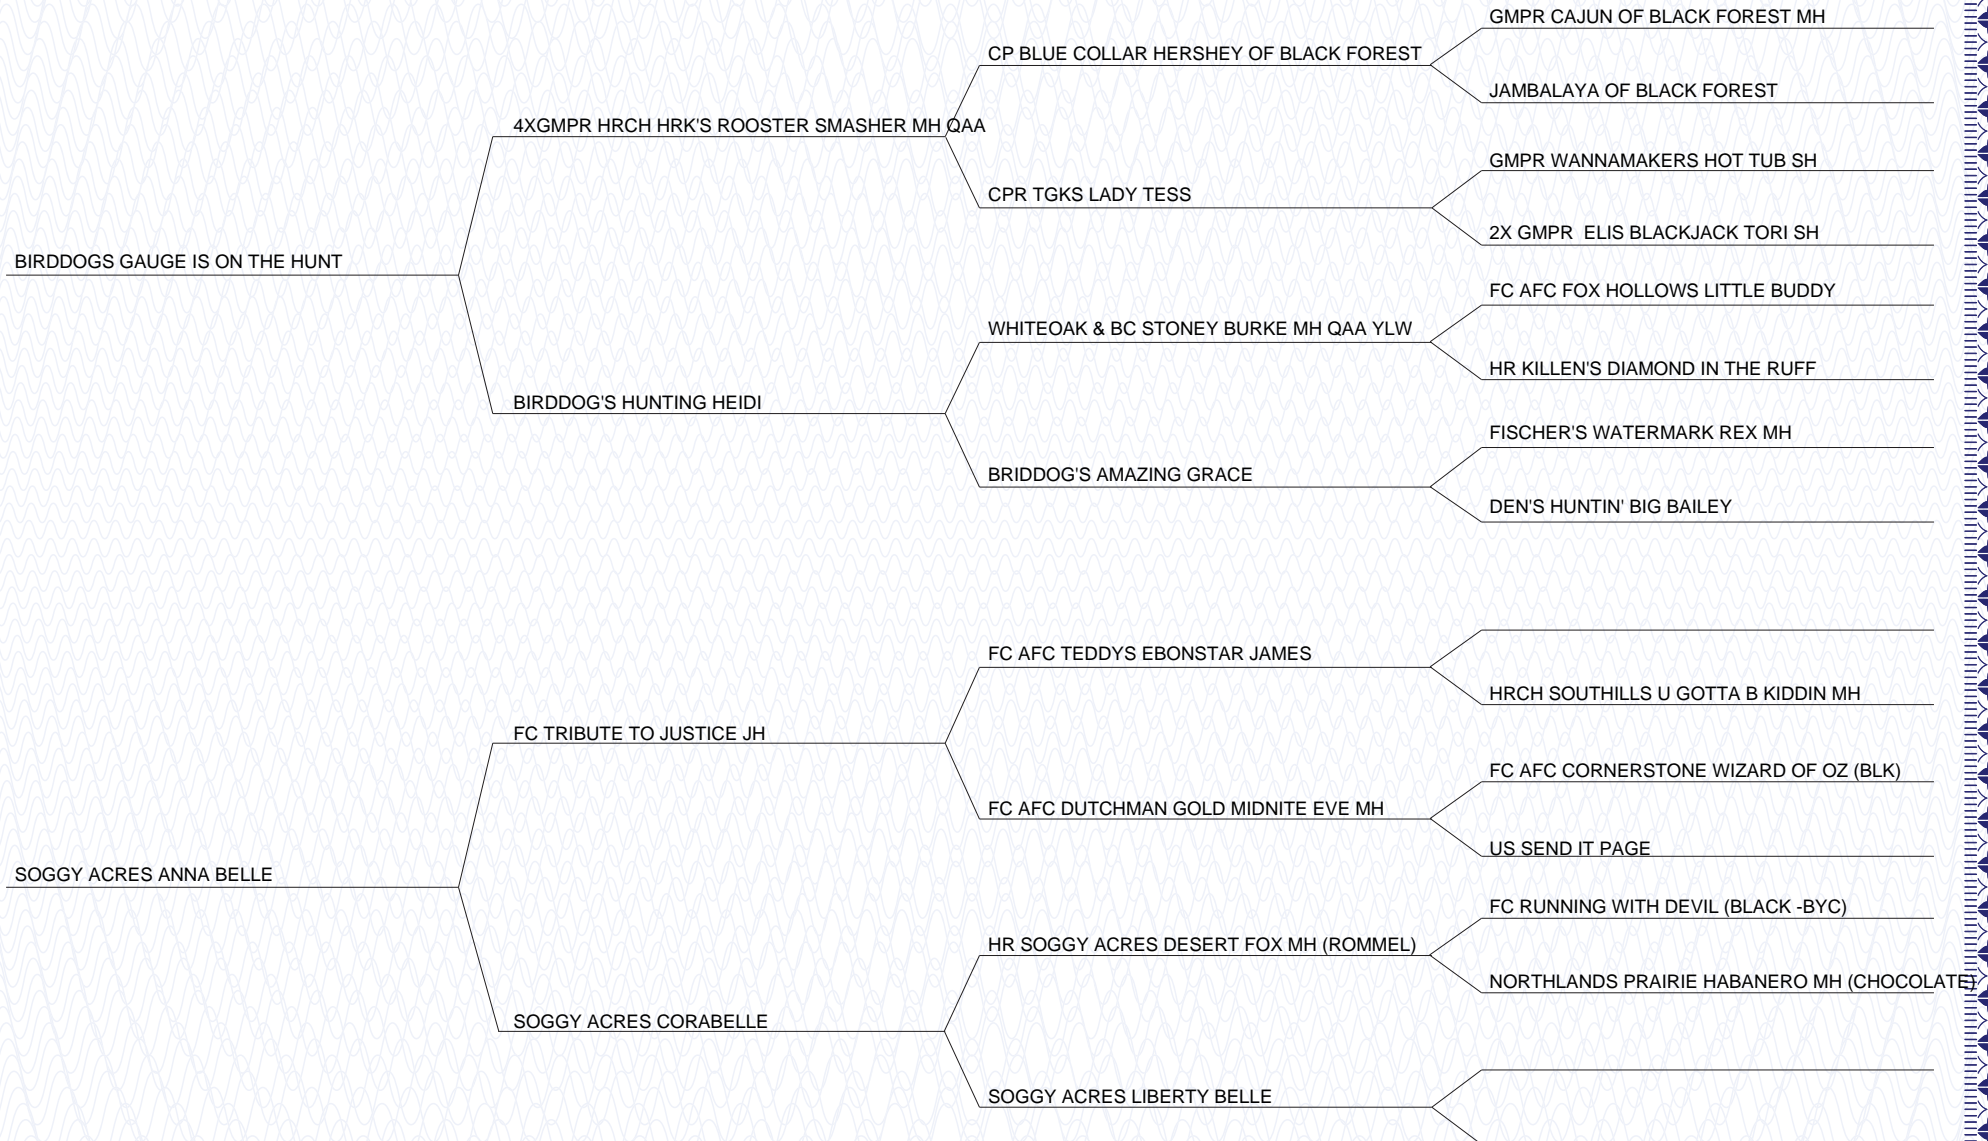 GMPR CAJUN OF BLACK FOREST MH
CP BLUE COLLAR HERSHEY OF BLACK FOREST
JAMBALAYA OF BLACK FOREST
4XGMPR HRCH HRK'S ROOSTER SMASHER MH QAA
GMPR WANNAMAKERS HOT TUB SH
CPR TGKS LADY TESS
2X GMPR  ELIS BLACKJACK TORI SH
BIRDDOGS GAUGE IS ON THE HUNT
FC AFC FOX HOLLOWS LITTLE BUDDY
WHITEOAK & BC STONEY BURKE MH QAA YLW
HR KILLEN'S DIAMOND IN THE RUFF
BIRDDOG'S HUNTING HEIDI
FISCHER'S WATERMARK REX MH
BRIDDOG'S AMAZING GRACE
DEN'S HUNTIN' BIG BAILEY
FC AFC TEDDYS EBONSTAR JAMES
HRCH SOUTHILLS U GOTTA B KIDDIN MH
FC TRIBUTE TO JUSTICE JH
FC AFC CORNERSTONE WIZARD OF OZ (BLK)
FC AFC DUTCHMAN GOLD MIDNITE EVE MH
US SEND IT PAGE
SOGGY ACRES ANNA BELLE
FC RUNNING WITH DEVIL (BLACK -BYC)
HR SOGGY ACRES DESERT FOX MH (ROMMEL)
NORTHLANDS PRAIRIE HABANERO MH (CHOCOLATE)
SOGGY ACRES CORABELLE
SOGGY ACRES LIBERTY BELLE